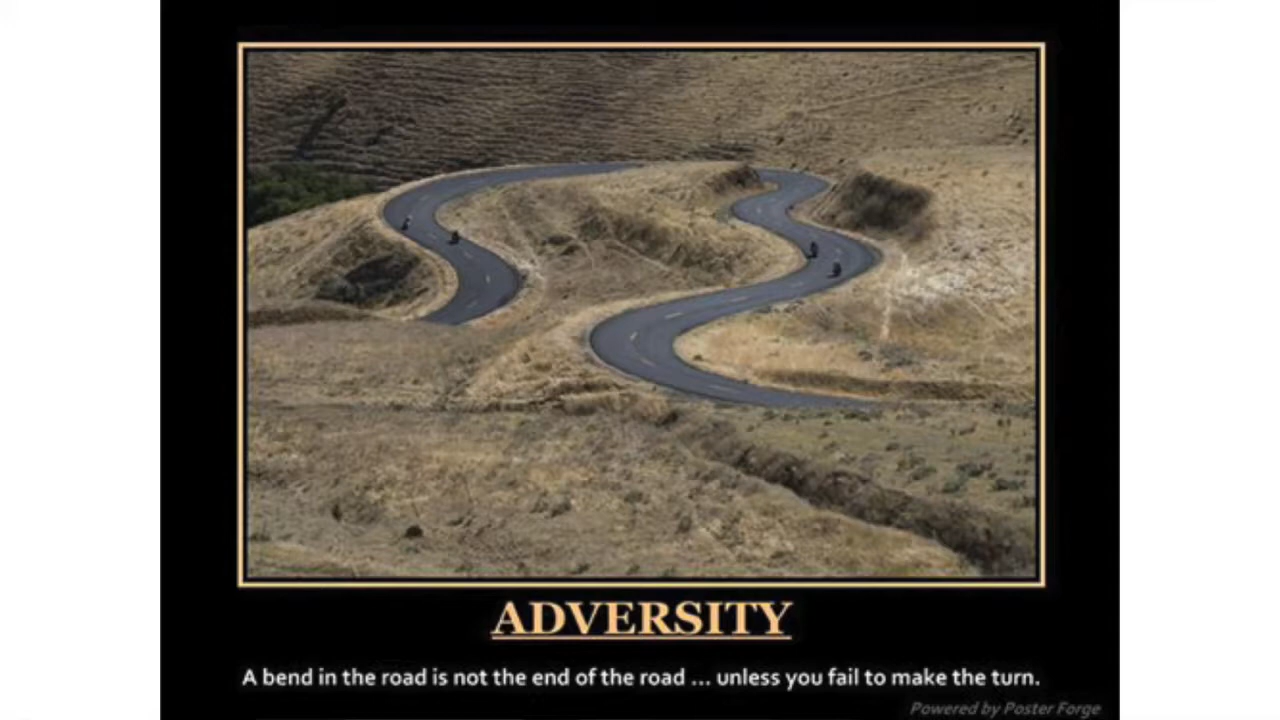 ADVERSITY
A bend in the road is not the end of the road ... unless you fail to make the turn.
Powered by Poster Forge